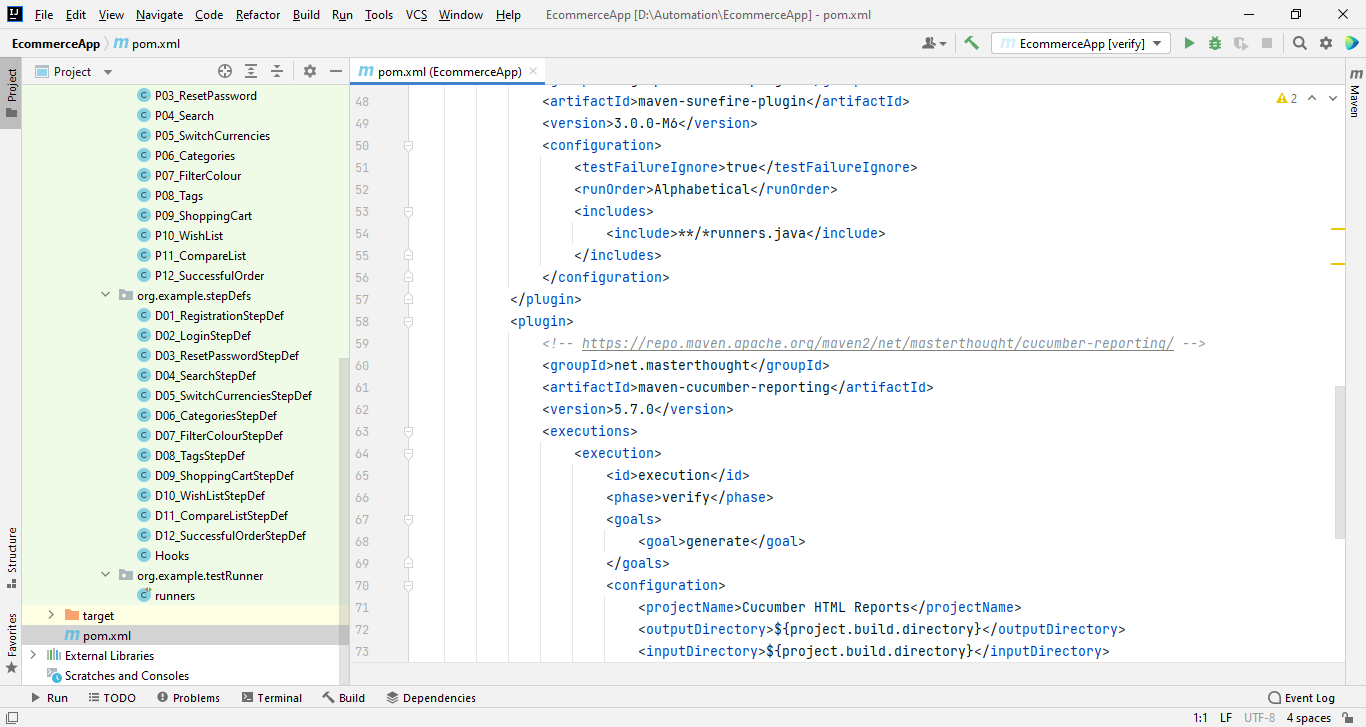 File Edit View Navigate Code Refactor Build Run Tools VCS Window Help EcommerceApp [D:\Automation\EcommerceApp] - pom.xml
EcommerceApp m pom.xml EcommerceApp [verify]
Project
pom.xml (EcommerceApp)
Project
Structure
Favorites
P03_ResetPassword
P04_Search
P05_SwitchCurrencies
P06_Categories
P07_FilterColour
P08_Tags
P09_ShoppingCart
P10_WishList
P11_CompareList
P12_SuccessfulOrder
org.example.stepDefs
D01_RegistrationStepDef
D02_LoginStepDef
D03_ResetPasswordStepDef
D04_SearchStepDef
D05_SwitchCurrenciesStepDef
D06_CategoriesStepDef
D07_FilterColourStepDef
D08_TagsStepDef
D09_ShoppingCartStepDef
D10_WishListStepDef
D11_CompareListStepDef
D12_SuccessfulOrderStepDef
Hooks
org.example.testRunner
runners
target
m pom.xml
External Libraries
Scratches and Consoles
48 <artifactId>maven-surefire-plugin</artifactId>
49 <version>3.0.0-M6</version>
50 <configuration>
51 <testFailureIgnore>true</testFailureIgnore>
52 <runOrder>Alphabetical</runOrder>
53 <includes>
54 <include>**/*runners.java</include>
55 </includes>
56 </configuration>
57 </plugin>
58 <plugin>
59 <!-- https://repo.maven.apache.org/maven2/net/masterthought/cucumber-reporting/ -->
60 <groupId>net.masterthought</groupId>
61 <artifactId>maven-cucumber-reporting</artifactId>
62 <version>5.7.0</version>
63 <executions>
64 <execution>
65 <id>execution</id>
66 <phase>verify</phase>
67 <goals>
68 <goal>generate</goal>
69 </goals>
70 <configuration>
71 <projectName>Cucumber HTML Reports</projectName>
72 <outputDirectory>${project.build.directory}</outputDirectory>
73 <inputDirectory>${project.build.directory}</inputDirectory>
2
m Maven
Run TODO Problems Terminal Build Dependencies Event Log
1:1 LF UTF-8 4 spaces